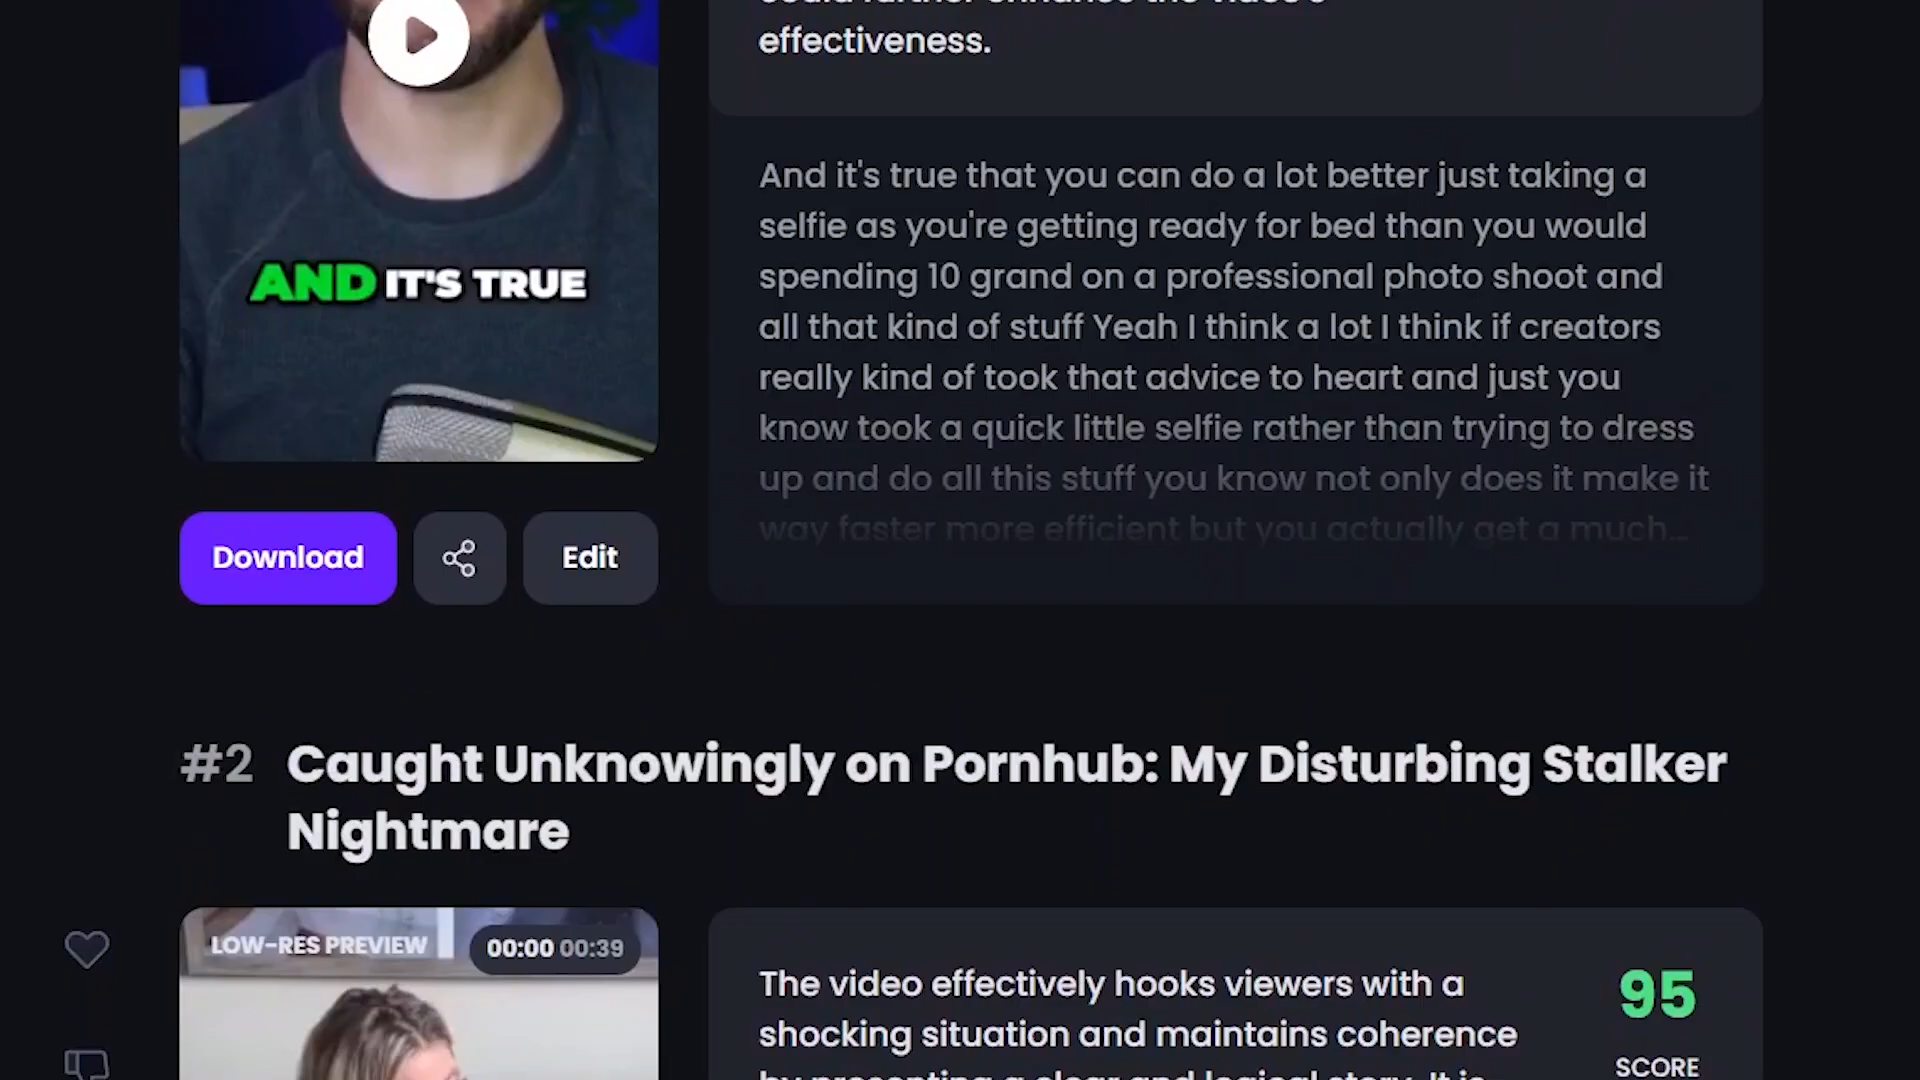 effectiveness.
AND IT'S TRUE
And it's true that you can do a lot better just taking a
selfie as you're getting ready for bed than you would
spending 10 grand on a professional photo shoot and
all that kind of stuff Yeah I think a lot I think if creators
really kind of took that advice to heart and just you
know took a quick little selfie rather than trying to dress
up and do all this stuff you know not only does it make it
way faster more efficient but you actually get a much...
Download
Edit
#2 Caught Unknowingly on Pornhub: My Disturbing Stalker
Nightmare
LOW-RES PREVIEW 00:00 00:39
The video effectively hooks viewers with a
shocking situation and maintains coherence
95
SCORE